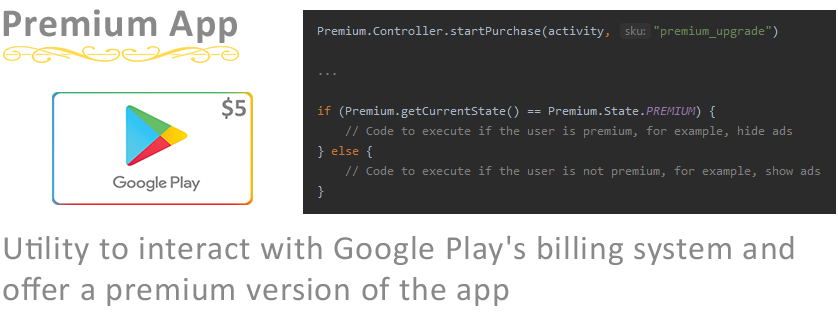 Premium App
$5
Google Play
Premium.Controller.startPurchase(activity, sku: "premium_upgrade")
...
if (Premium.getCurrentState() == Premium.State.PREMIUM) {
// Code to execute if the user is premium, for example, hide ads
} else {
// Code to execute if the user is not premium, for example, show ads
}
Utility to interact with Google Play's billing system and
offer a premium version of the app